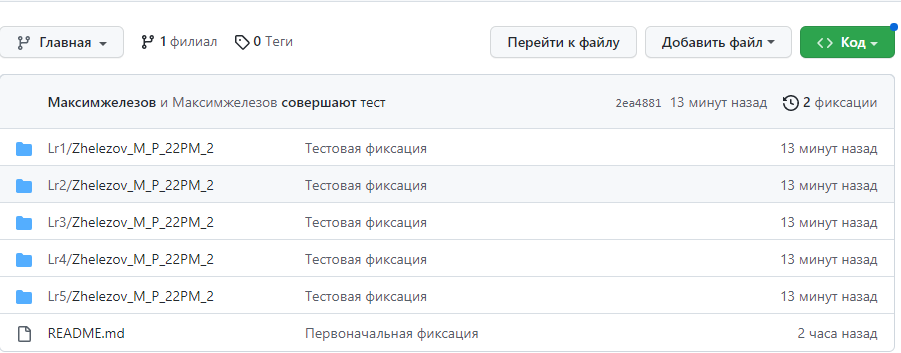 Главная 1 филиал 0 Теги Перейти к файлу Добавить файл Код
Максимжелезов и Максимжелезов совершают тест 2ea4881 13 минут назад 2 фиксации
Lr1/Zhelezov_M_P_22PM_2 Тестовая фиксация 13 минут назад
Lr2/Zhelezov_M_P_22PM_2 Тестовая фиксация 13 минут назад
Lr3/Zhelezov_M_P_22PM_2 Тестовая фиксация 13 минут назад
Lr4/Zhelezov_M_P_22PM_2 Тестовая фиксация 13 минут назад
Lr5/Zhelezov_M_P_22PM_2 Тестовая фиксация 13 минут назад
README.md Первоначальная фиксация 2 часа назад